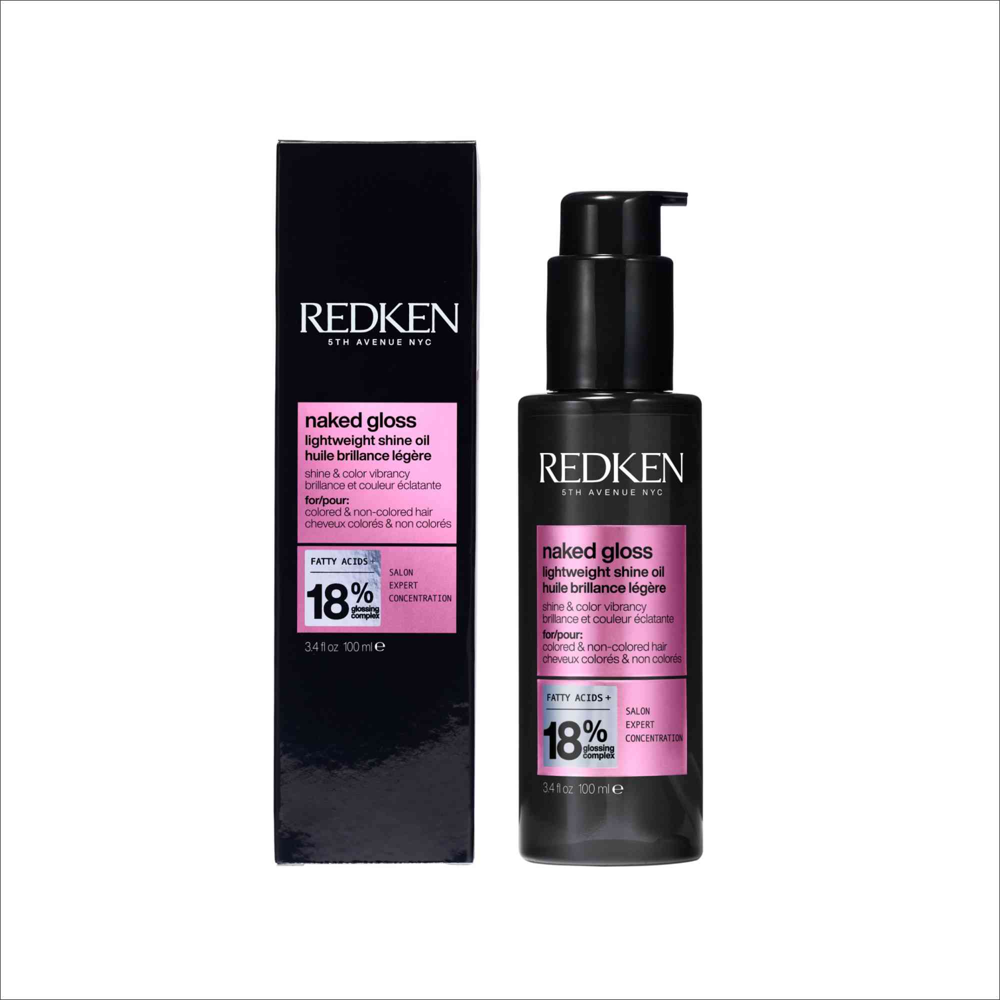 REDKEN
5TH AVENUE NYC
naked gloss
lightweight shine oil
huile brillance légère
shine & color vibrancy
brillance et couleur éclatante
for/pour:
colored & non-colored hair
cheveux colorés & non colorés
FATTY ACIDS+
18%
glossing
complex
SALON
EXPERT
CONCENTRATION
3.4 fl oz 100 ml ℮
REDKEN
5TH AVENUE NYC
naked gloss
lightweight shine oil
huile brillance légère
shine & color vibrancy
brillance et couleur éclatante
for/pour:
colored & non-colored hair
cheveux colorés & non colorés
FATTY ACIDS+
18%
glossing
complex
SALON
EXPERT
CONCENTRATION
3.4 fl oz 100 ml ℮